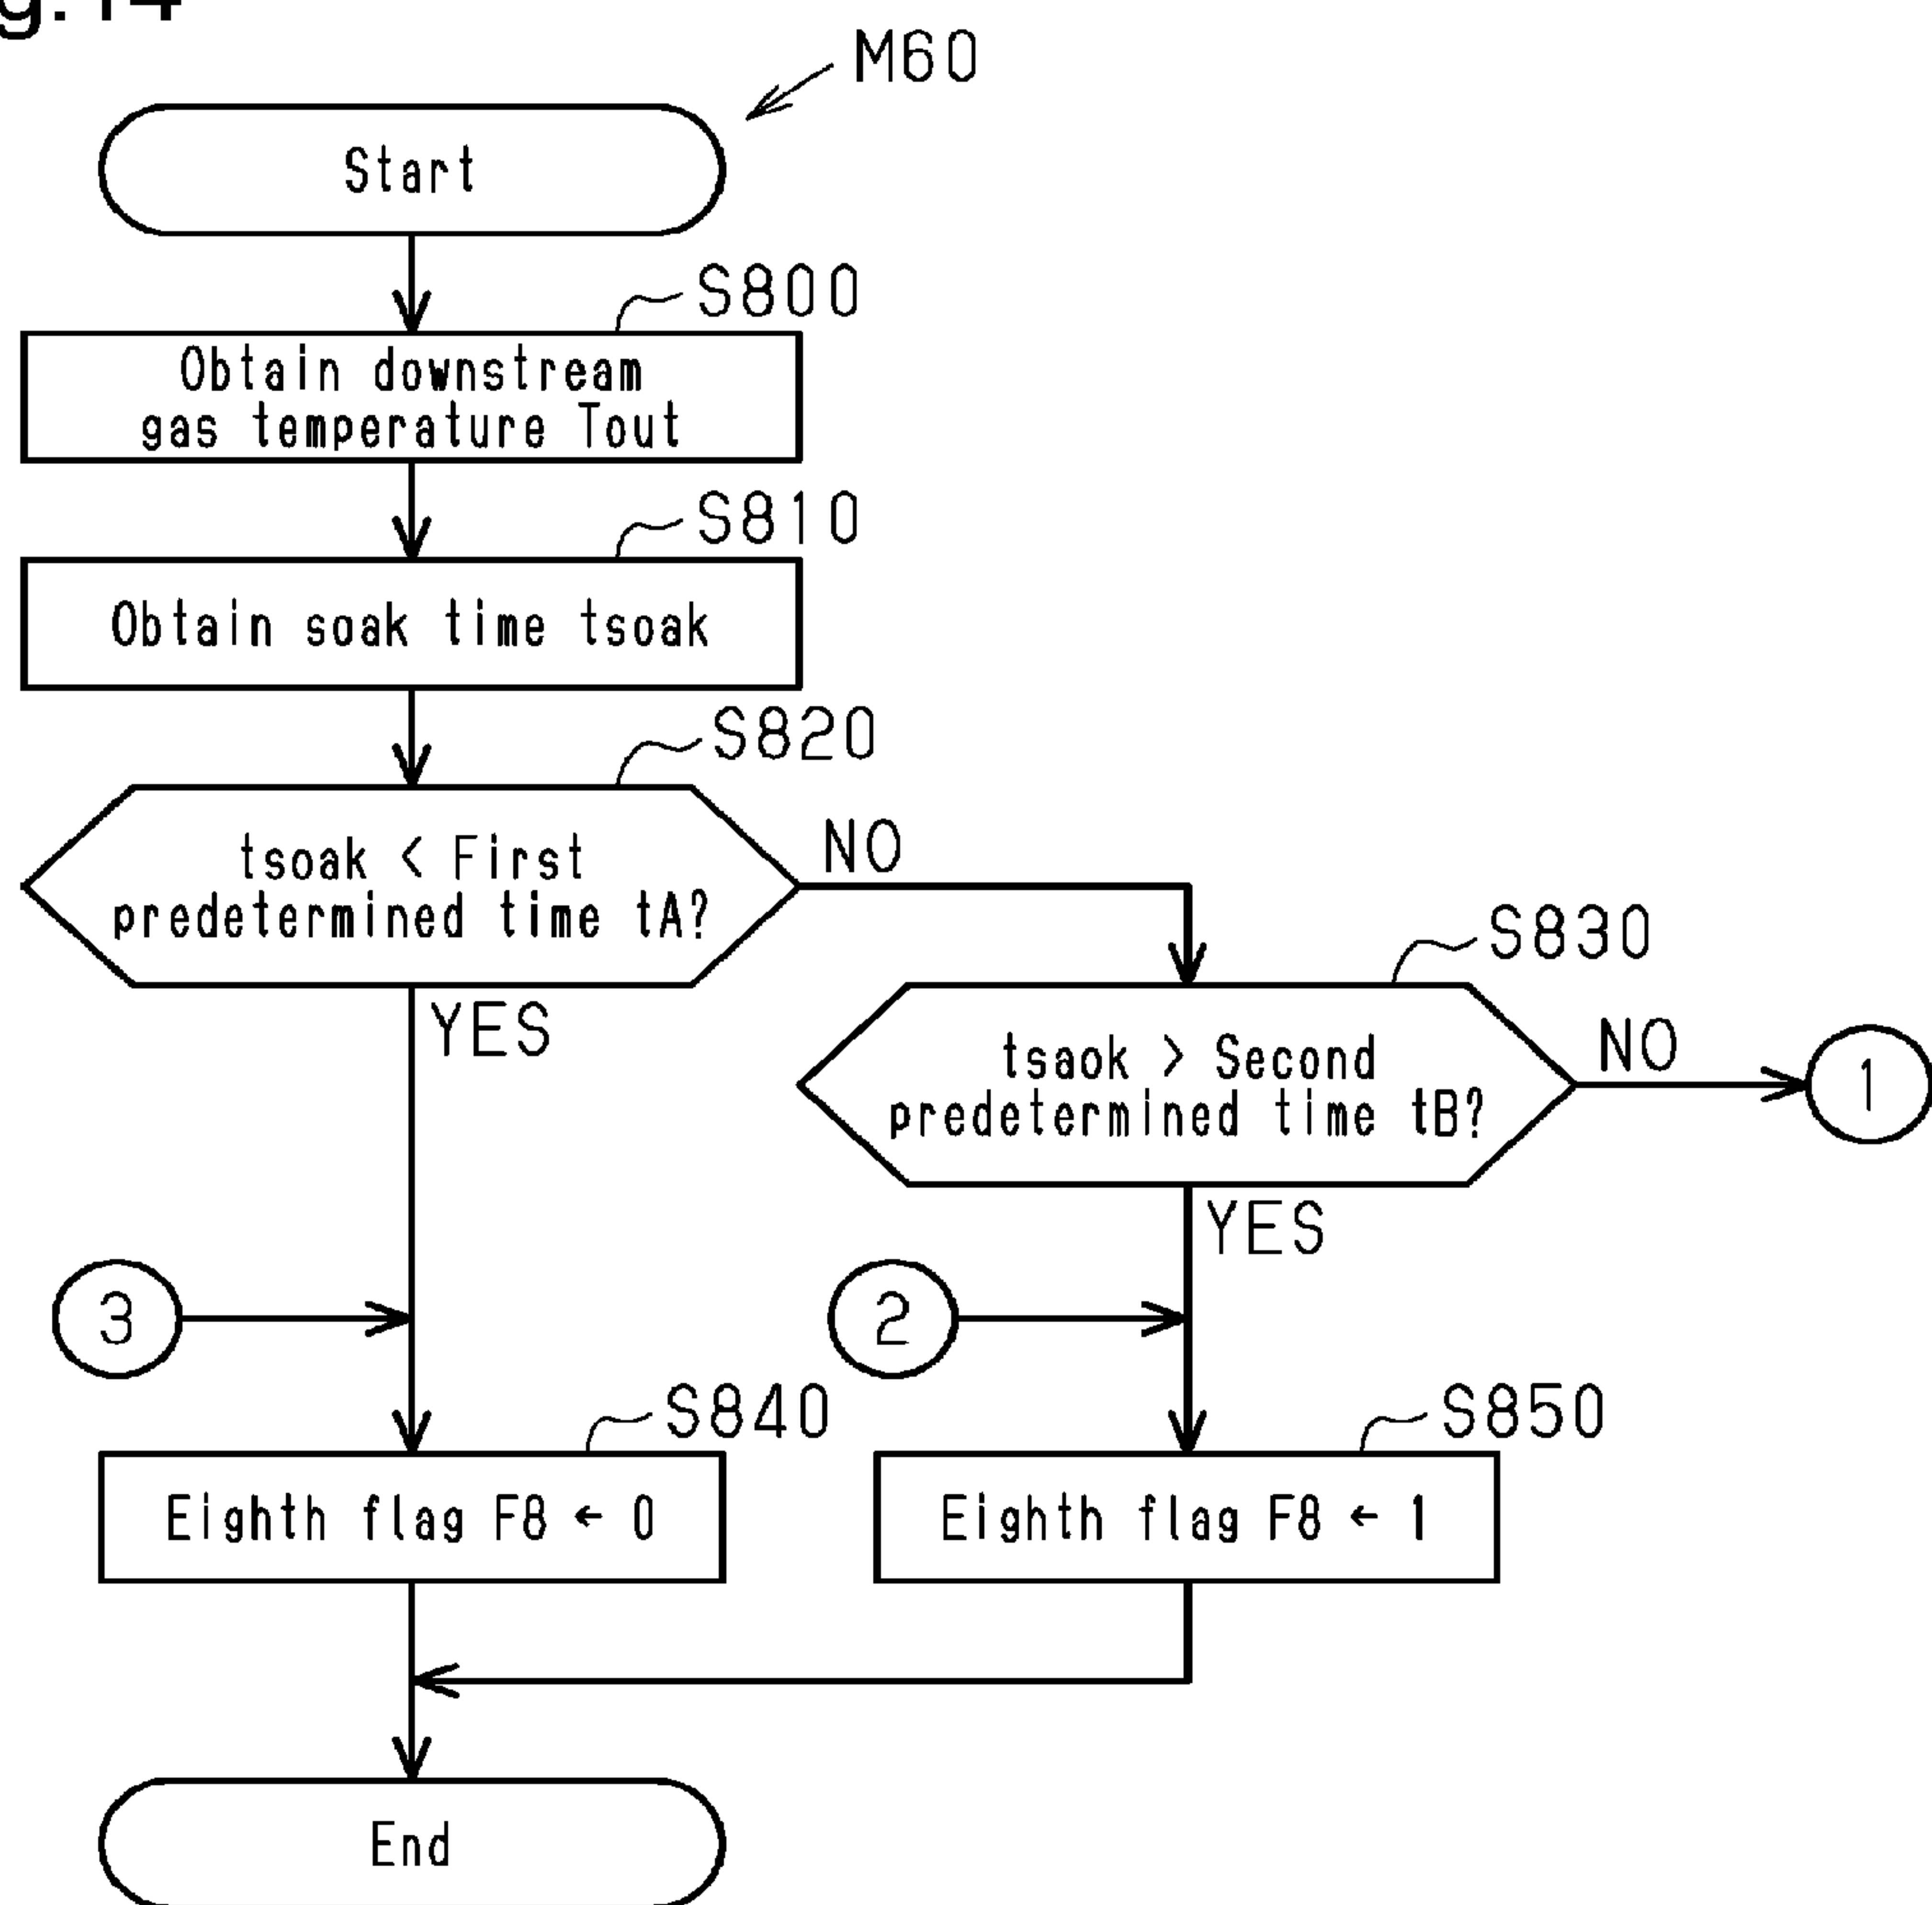 g.14
M60
Start
S800
Obtain downstream
gas temperature Tout
S810
Obtain soak time tsoak
S820
tsoak < First
predetermined time tA?
NO
YES
S830
tsaok > Second
predetermined time tB?
NO
1
YES
3
2
S840
Eighth flag F8 ← 0
S850
Eighth flag F8 ← 1
End